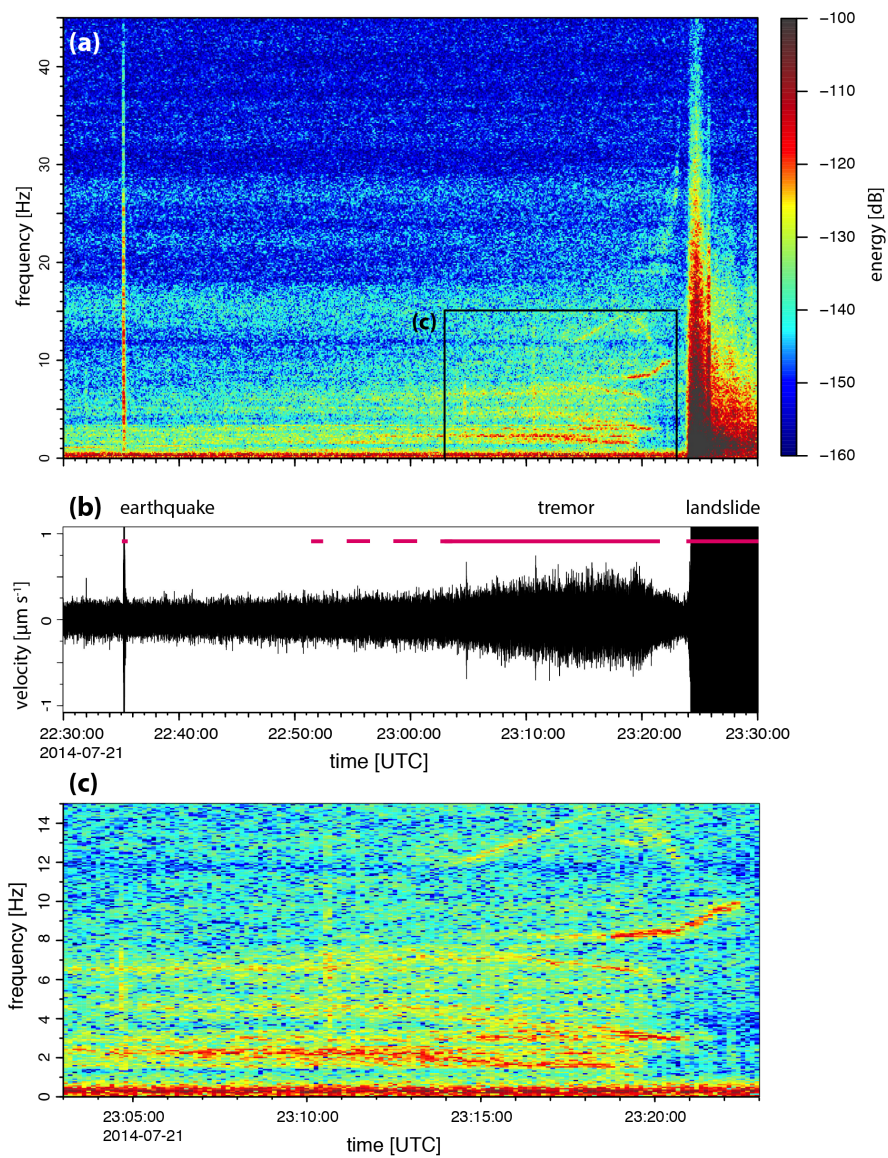 (a)
40
30
20
10
0
frequency [Hz]
(c)
−100
−110
−120
−130
−140
−150
−160
energy [dB]
(b)
earthquake
tremor
landslide
1
0
-1
velocity [µm s-1]
22:30:00
22:40:00
22:50:00
23:00:00
23:10:00
23:20:00
23:30:00
2014-07-21
time [UTC]
(c)
14
12
10
8
6
4
2
0
frequency [Hz]
23:05:00
23:10:00
23:15:00
23:20:00
2014-07-21
time [UTC]